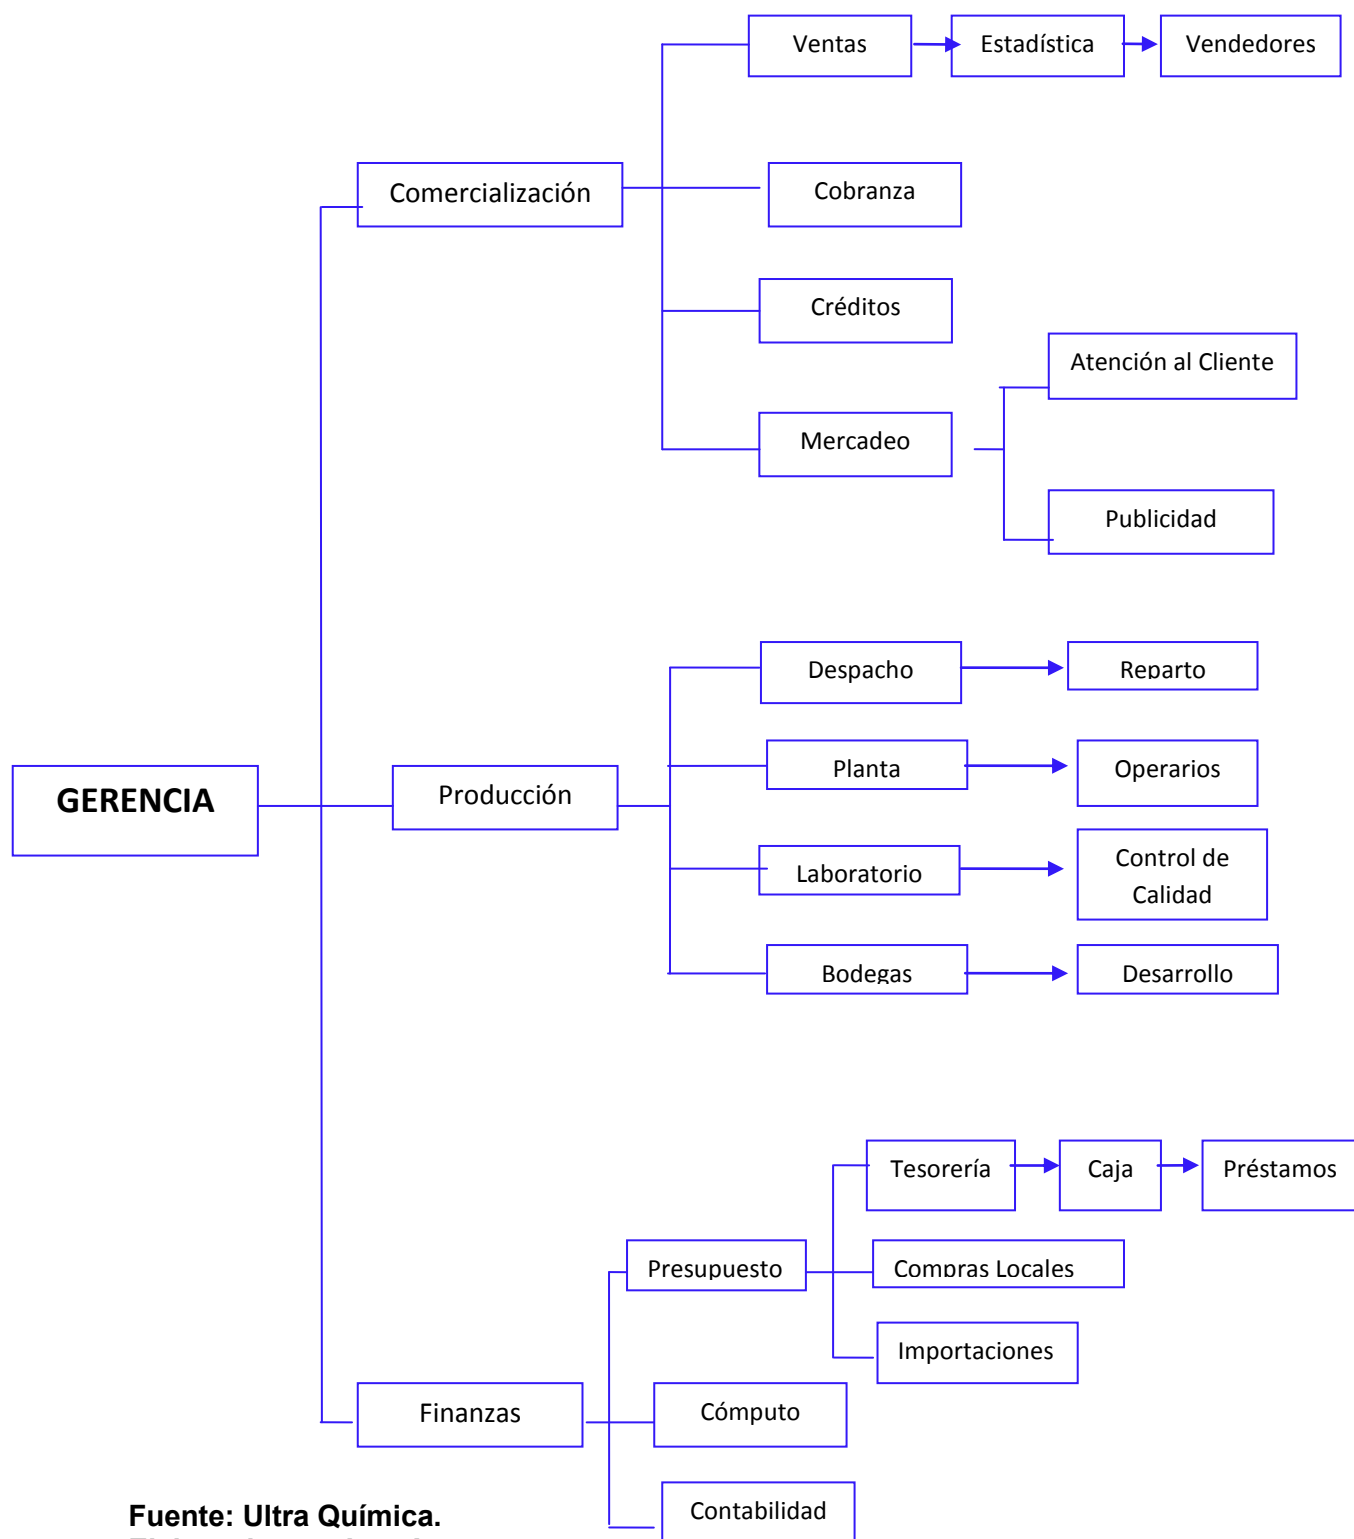 Ventas
Estadística
Vendedores
Comercialización
Cobranza
Créditos
Atención al Cliente
Mercadeo
Publicidad
Despacho
Reparto
Planta
Operarios
GERENCIA
Producción
Laboratorio
Control de
Calidad
Bodegas
Desarrollo
Tesorería
Caja
Préstamos
Presupuesto
Compras Locales
Importaciones
Finanzas
Cómputo
Contabilidad
Fuente: Ultra Química.